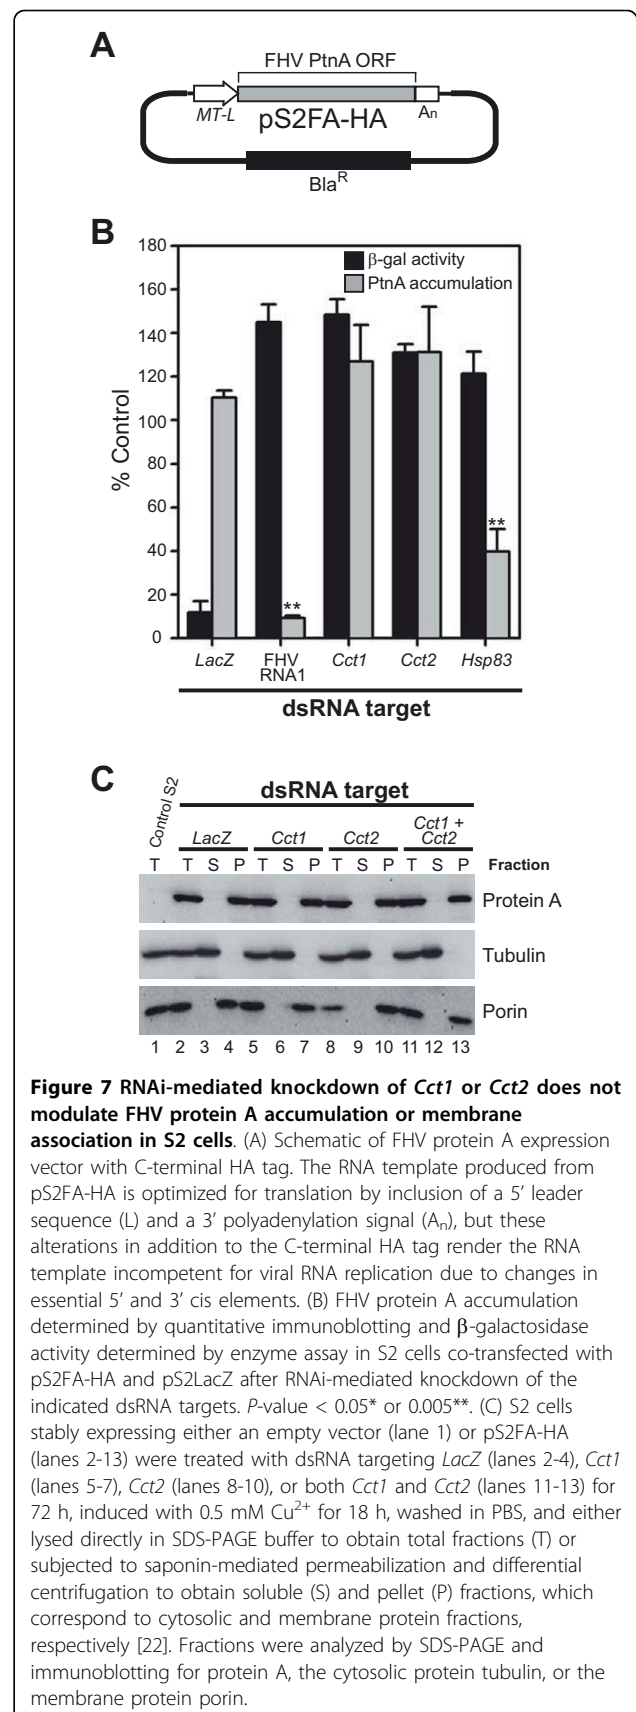 A
FHV PtnA ORF
MT-L
An
pS2FA-HA
Bla^R
B
180
160
140
120
100
80
60
40
20
0
% Control
β-gal activity
PtnA accumulation
**
**
LacZ FHV RNA1 Cct1 Cct2 Hsp83
dsRNA target
C
Control S2
dsRNA target
LacZ Cct1 Cct2 Cct1 + Cct2
T T S P T S P T S P T S P Fraction
Protein A
Tubulin
Porin
1 2 3 4 5 6 7 8 9 10 11 12 13
Figure 7 RNAi-mediated knockdown of Cct1 or Cct2 does not
modulate FHV protein A accumulation or membrane
association in S2 cells. (A) Schematic of FHV protein A expression
vector with C-terminal HA tag. The RNA template produced from
pS2FA-HA is optimized for translation by inclusion of a 5’ leader
sequence (L) and a 3’ polyadenylation signal (An), but these
alterations in addition to the C-terminal HA tag render the RNA
template incompetent for viral RNA replication due to changes in
essential 5’ and 3’ cis elements. (B) FHV protein A accumulation
determined by quantitative immunoblotting and β-galactosidase
activity determined by enzyme assay in S2 cells co-transfected with
pS2FA-HA and pS2LacZ after RNAi-mediated knockdown of the
indicated dsRNA targets. P-value < 0.05* or 0.005**. (C) S2 cells
stably expressing either an empty vector (lane 1) or pS2FA-HA
(lanes 2-13) were treated with dsRNA targeting LacZ (lanes 2-4), Cct1
(lanes 5-7), Cct2 (lanes 8-10), or both Cct1 and Cct2 (lanes 11-13) for
72 h, induced with 0.5 mM Cu2+ for 18 h, washed in PBS, and either
lysed directly in SDS-PAGE buffer to obtain total fractions (T) or
subjected to saponin-mediated permeabilization and differential
centrifugation to obtain soluble (S) and pellet (P) fractions, which
correspond to cytosolic and membrane protein fractions,
respectively [22]. Fractions were analyzed by SDS-PAGE and
immunoblotting for protein A, the cytosolic protein tubulin, or the
membrane protein porin.